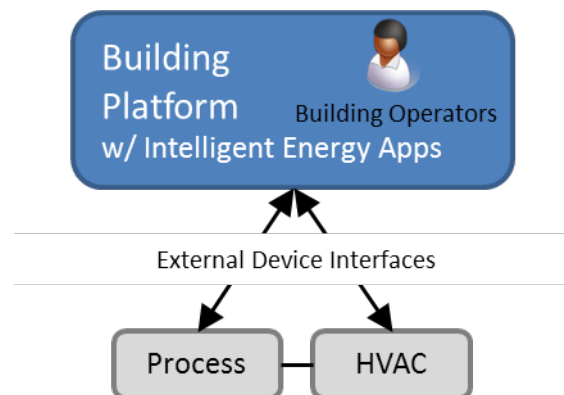 Building
Platform
Building Operators
w/ Intelligent Energy Apps
External Device Interfaces
Process
HVAC